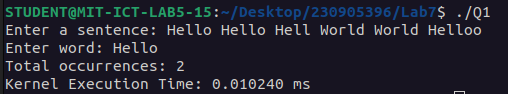 STUDENT@MIT-ICT-LAB5-15:~/Desktop/230905396/Lab7$ ./Q1
Enter a sentence: Hello Hello Hell World World Helloo
Enter word: Hello
Total occurrences: 2
Kernel Execution Time: 0.010240 ms